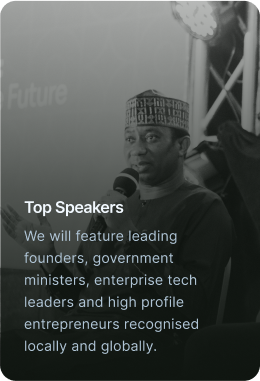 Future
Top Speakers
We will feature leading
founders, government
ministers, enterprise tech
leaders and high profile
entrepreneurs recognised
locally and globally.